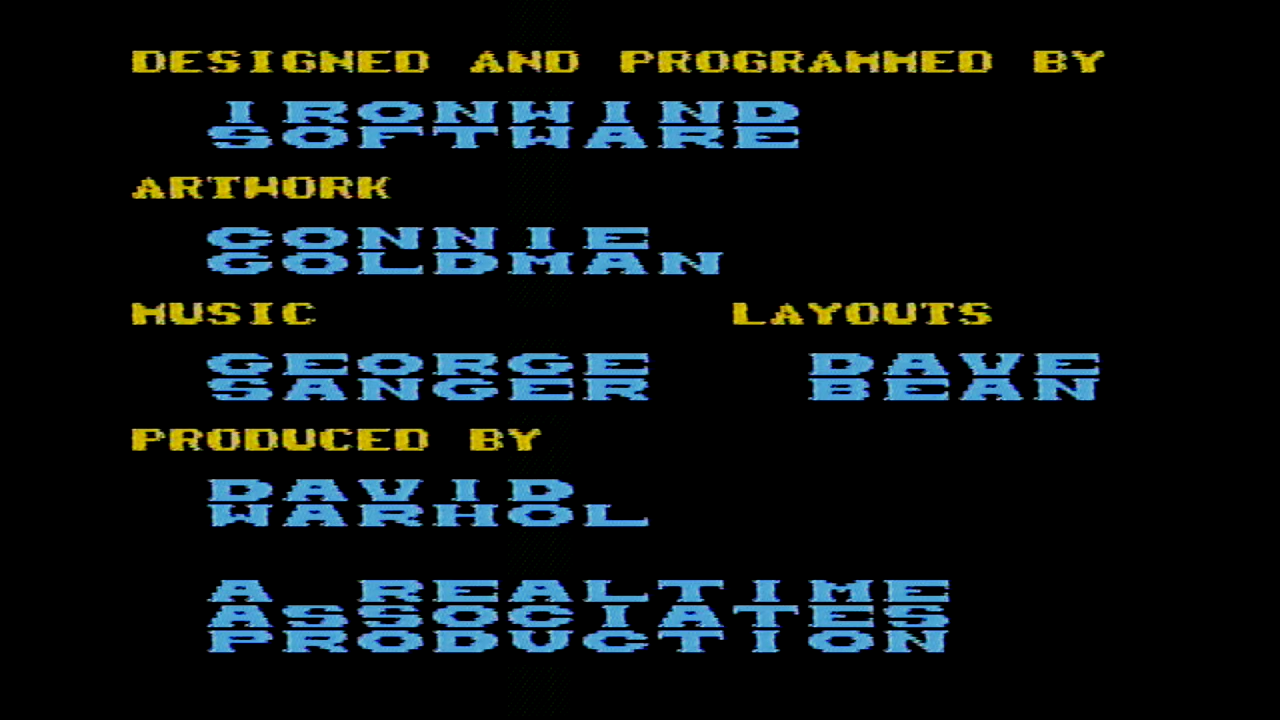 DESIGNED AND PROGRAMMED BY
IRONWIND
SOFTWARE
ARTWORK
CONNIE
GOLDMAN
MUSIC LAYOUTS
GEORGE DAVE
SANGER BEAN
PRODUCED BY
DAVID
WARHOL
A REALTIME
ASSOCIATES
PRODUCTION